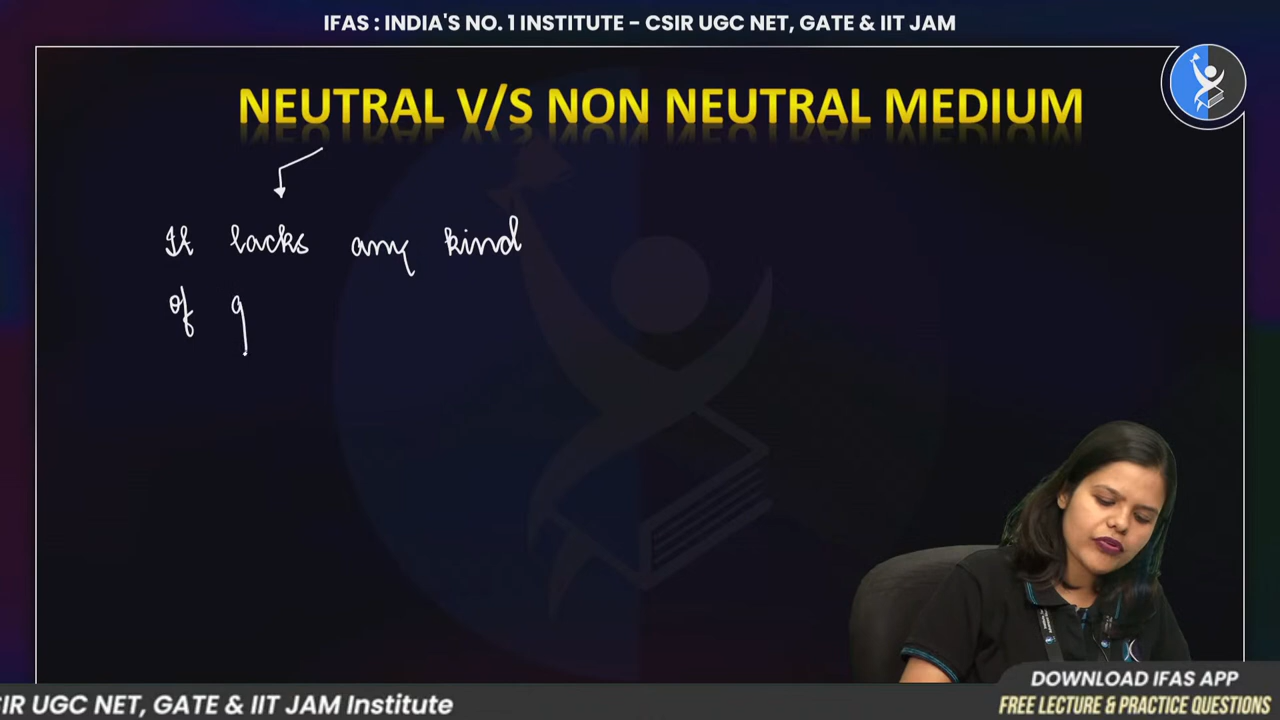 IFAS : INDIA'S NO. 1 INSTITUTE - CSIR UGC NET, GATE & IIT JAM
NEUTRAL V/S NON NEUTRAL MEDIUM
It lacks any kind
of g
DOWNLOAD IFAS APP
SIR UGC NET, GATE & IIT JAM Institute
FREE LECTURE & PRACTICE QUESTIONS